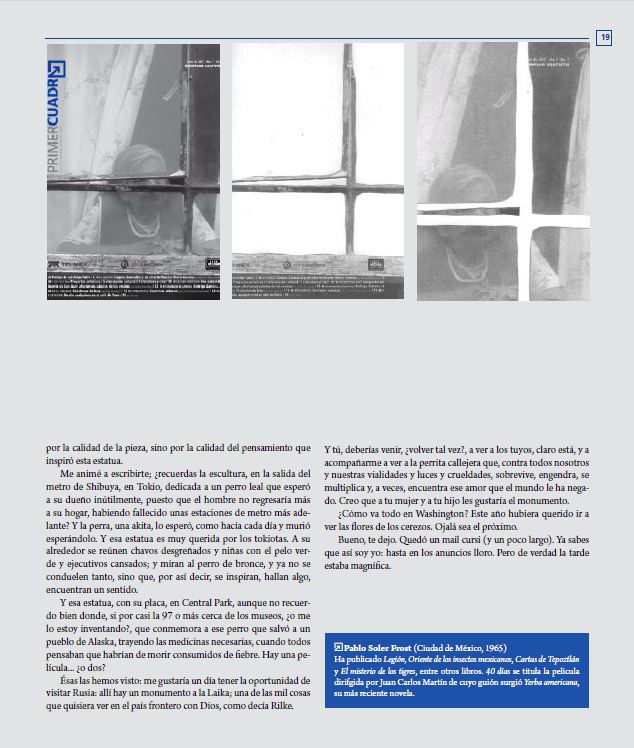 19
PRIMERCUADRO
EJEMPLAR GRATUITO
TELMEX
por la calidad de la pieza, sino por la calidad del pensamiento que
inspiró esta estatua.
Me animé a escribirte; ¿recuerdas la escultura, en la salida del
metro de Shibuya, en Tokio, dedicada a un perro leal que esperó
a su dueño inútilmente, puesto que el hombre no regresaría más
a su hogar, habiendo fallecido unas estaciones de metro más ade-
lante? Y la perra, una akita, lo esperó, como hacía cada día y murió
esperándolo. Y esa estatua es muy querida por los tokiotas. A su
alrededor se reúnen chavos desgreñados y niñas con el pelo ver-
de y ejecutivos cansados; y miran al perro de bronce, y ya no se
conduelen tanto, sino que, por así decir, se inspiran, hallan algo,
encuentran un sentido.
Y esa estatua, con su placa, en Central Park, aunque no recuer-
do bien donde, si por casi la 97 o más cerca de los museos, ¿o me
lo estoy inventando?, que conmemora a ese perro que salvó a un
pueblo de Alaska, trayendo las medicinas necesarias, cuando todos
pensaban que habrían de morir consumidos de fiebre. Hay una pe-
lícula... ¿o dos?
Ésas las hemos visto: me gustaría un día tener la oportunidad de
visitar Rusia: allí hay un monumento a la Laika; una de las mil cosas
que quisiera ver en el país frontero con Dios, como decía Rilke.
Y tú, deberías venir, ¿volver tal vez?, a ver a los tuyos, claro está, y a
acompañarme a ver a la perrita callejera que, contra todos nosotros
y nuestras vialidades y luces y crueldades, sobrevive, engendra, se
multiplica y, a veces, encuentra ese amor que el mundo le ha nega-
do. Creo que a tu mujer y a tu hijo les gustaría el monumento.
¿Cómo va todo en Washington? Este año hubiera querido ir a
ver las flores de los cerezos. Ojalá sea el próximo.
Bueno, te dejo. Quedó un mail cursi (y un poco largo). Ya sabes
que así soy yo: hasta en los anuncios lloro. Pero de verdad la tarde
estaba magnífica.
Pablo Soler Frost (Ciudad de México, 1965)
Ha publicado Legión, Oriente de los insectos mexicanos, Cartas de Tepoztlán
y El misterio de los tigres, entre otros libros. 40 días se titula la película
dirigida por Juan Carlos Martín de cuyo guión surgió Yerba americana,
su más reciente novela.